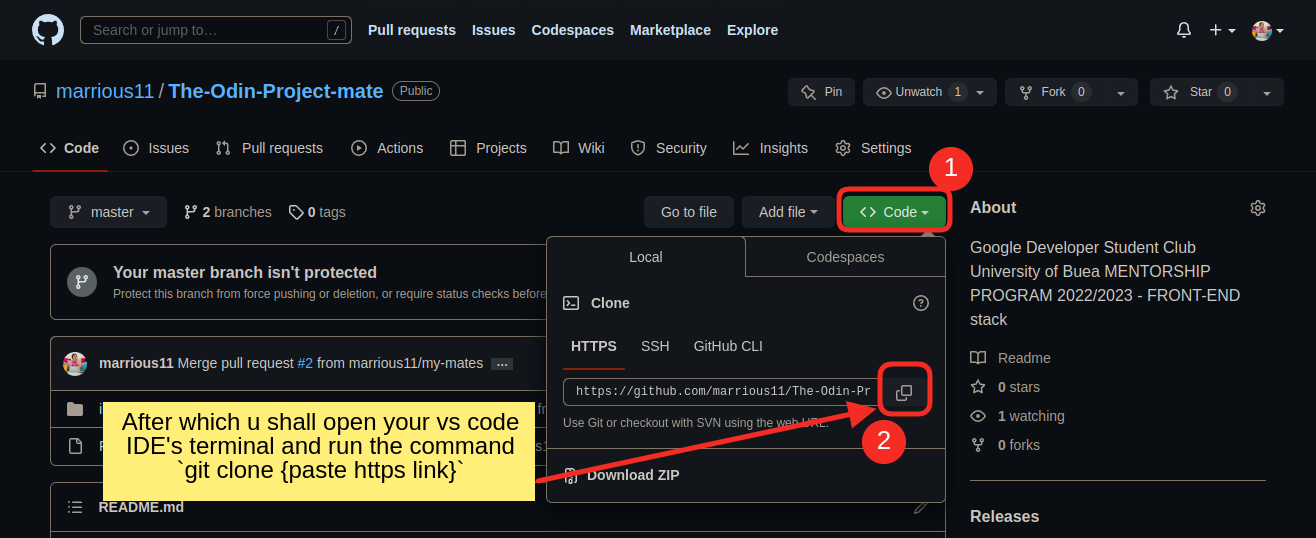 Search or jump to… /
Pull requests Issues Codespaces Marketplace Explore
marrious11 / The-Odin-Project-mate Public
Pin Unwatch 1 Fork 0 Star 0
Code Issues Pull requests Actions Projects Wiki Security Insights Settings
1
master 2 branches 0 tags Go to file Add file Code
About
Google Developer Student Club
University of Buea MENTORSHIP
PROGRAM 2022/2023 - FRONT-END
stack
Readme
0 stars
1 watching
0 forks
Releases
Your master branch isn't protected
Protect this branch from force pushing or deletion, or require status checks before
marrious11 Merge pull request #2 from marrious11/my-mates ...
Local Codespaces
Clone
HTTPS SSH GitHub CLI
https://github.com/marrious11/The-Odin-Pr
Use Git or checkout with SVN using the web URL.
2
Download ZIP
After which u shall open your vs code
IDE's terminal and run the command
`git clone {paste https link}`
README.md